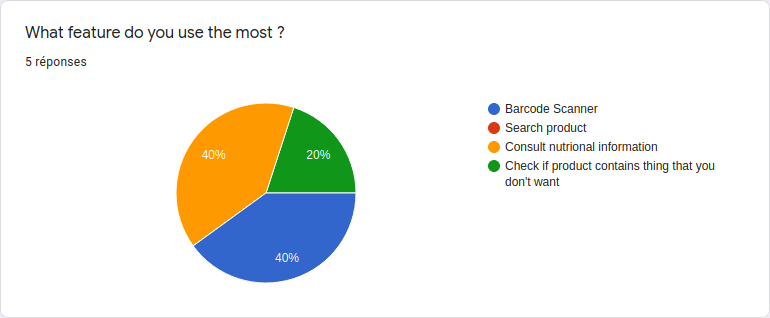 What feature do you use the most ?
5 réponses
40%
20%
40%
Barcode Scanner
Search product
Consult nutrional information
Check if product contains thing that you
don't want